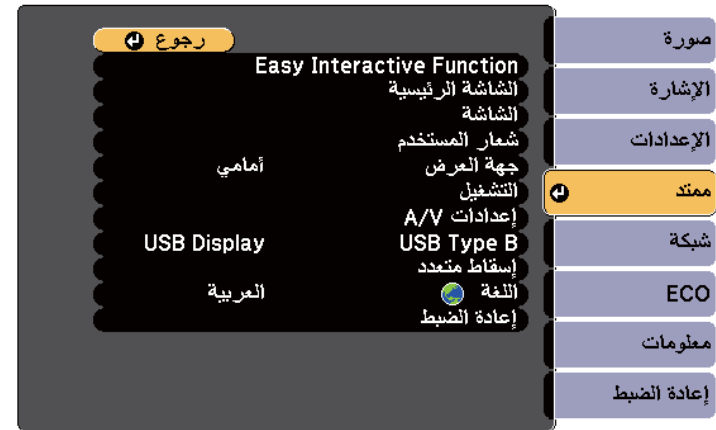 رجوع
Easy Interactive Function
الشاشة الرئيسية
الشاشة
شعار المستخدم
جهة العرض أمامي
التشغيل
إعدادات A/V
USB Type B USB Display
إسقاط متعدد
اللغة العربية
إعادة الضبط
صورة
الإشارة
الإعدادات
ممتد
شبكة
ECO
معلومات
إعادة الضبط